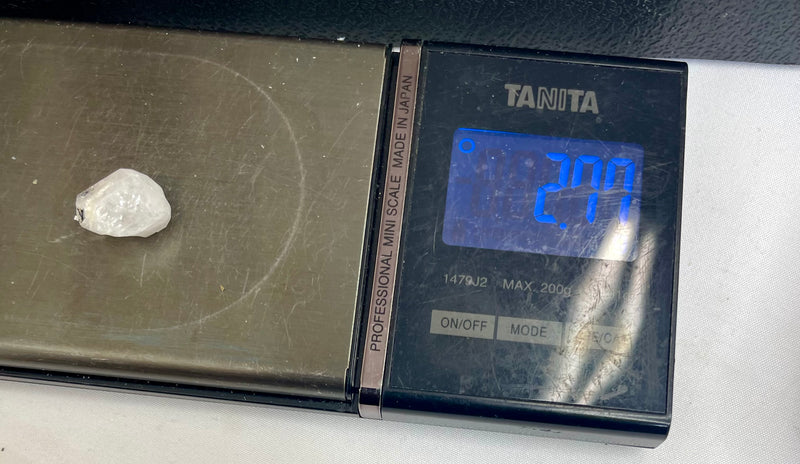 TANITA
2.77
PROFESSIONAL MINI SCALE MADE IN JAPAN
1479J2 MAX. 200g
ON/OFF MODE